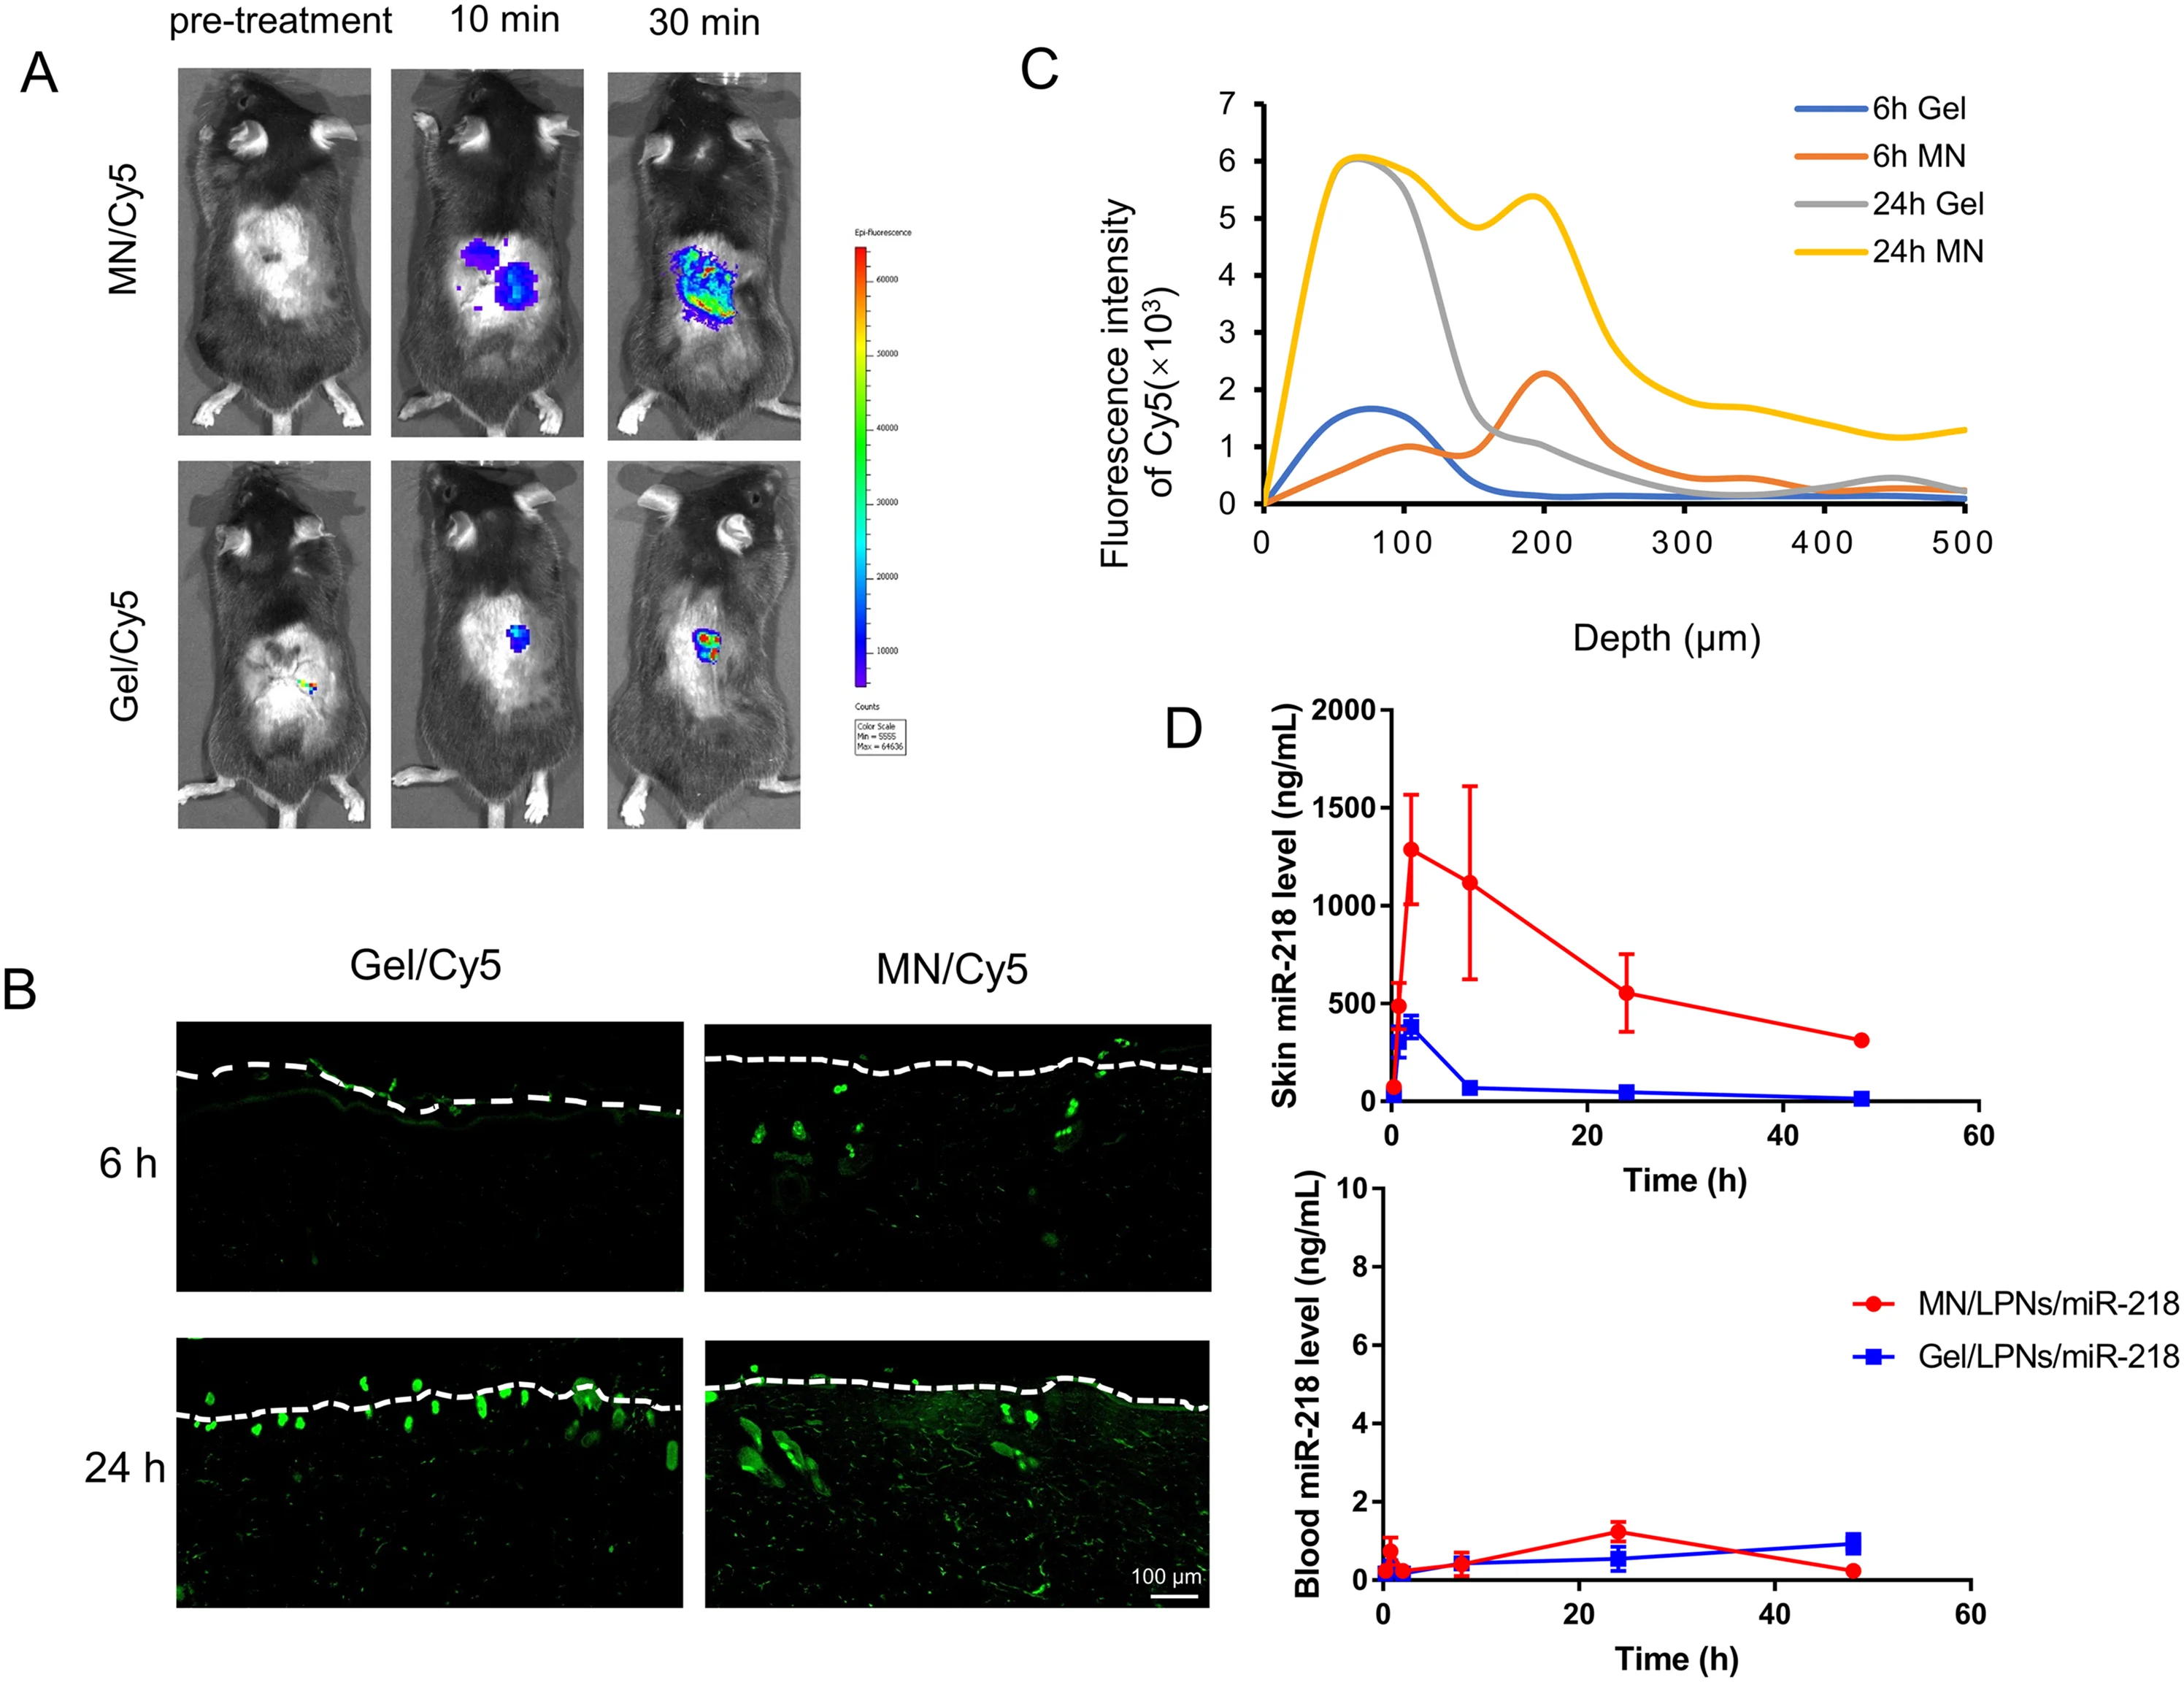 pre-treatment 10 min 30 min
A
MN/Cy5
Gel/Cy5
Epi-fluorescence
60000
50000
40000
30000
20000
10000
Counts
Color Scale
Min = 5555
Max = 64636
B
Gel/Cy5 MN/Cy5
6 h
24 h
100 µm
C
Fluorescence intensity
of Cy5(×10³)
7
6
5
4
3
2
1
0
0 100 200 300 400 500
Depth (µm)
6h Gel
6h MN
24h Gel
24h MN
D
Skin miR-218 level (ng/mL)
2000
1500
1000
500
0
0 20 40 60
Time (h)
Blood miR-218 level (ng/mL)
10
8
6
4
2
0
0 20 40 60
Time (h)
MN/LPNs/miR-218
Gel/LPNs/miR-218